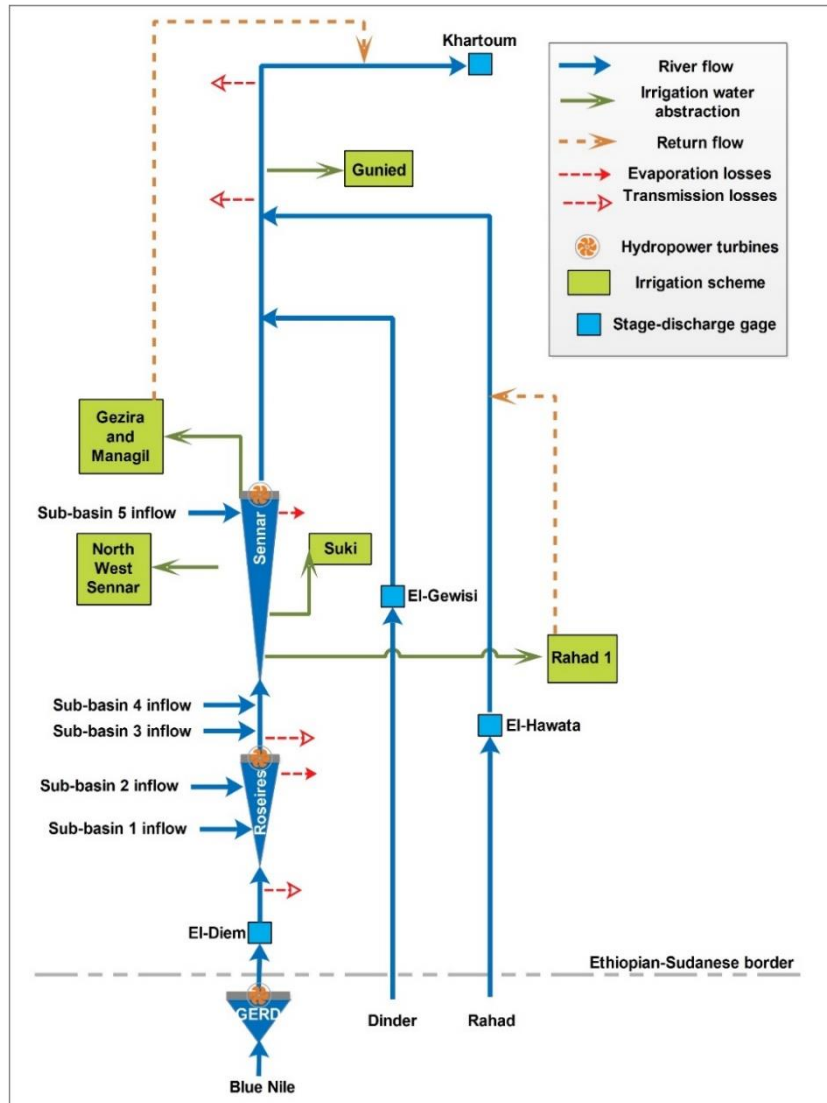 Khartoum
River flow
Irrigation water
abstraction
Return flow
Evaporation losses
Transmission losses
Hydropower turbines
Irrigation scheme
Stage-discharge gage
Gunied
Gezira
and
Managil
Sub-basin 5 inflow
Sennar
North
West
Sennar
Suki
El-Gewisi
Rahad 1
Sub-basin 4 inflow
Sub-basin 3 inflow
El-Hawata
Sub-basin 2 inflow
Roseires
Sub-basin 1 inflow
El-Diem
Ethiopian-Sudanese border
GERD
Dinder
Rahad
Blue Nile